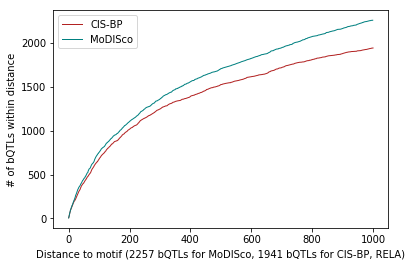 CIS-BP
MoDISco
# of bQTLs within distance
2000
1500
1000
500
0
0
200
400
600
800
1000
Distance to motif (2257 bQTLs for MoDISco, 1941 bQTLs for CIS-BP, RELA)